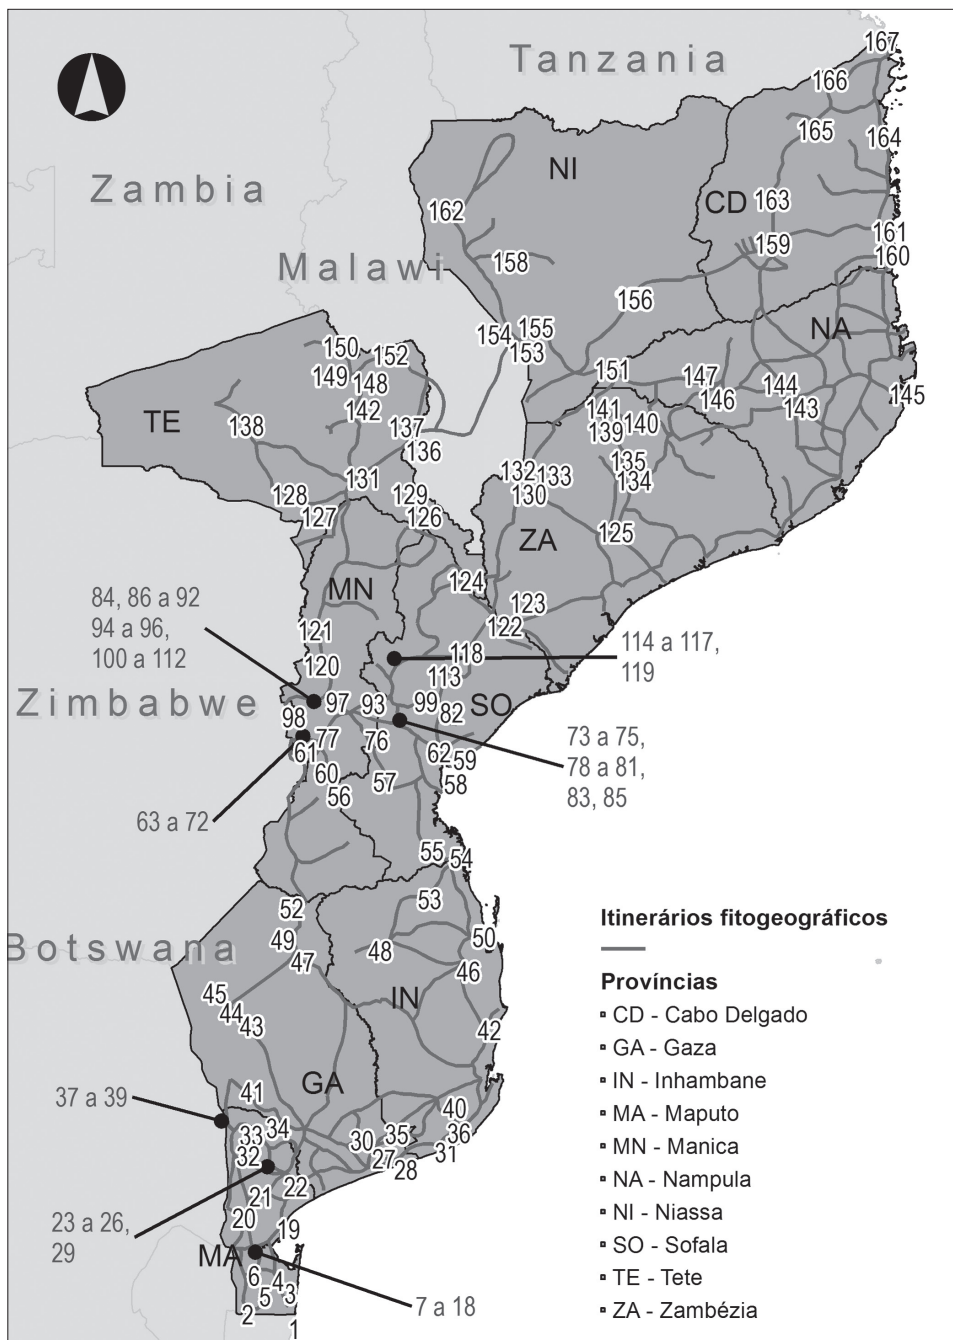 167
Tanzania
166
165
164
NI
Zambia
CD
163
162
161
159
160
158
Malawi
156
155
154
153
NA
150
152
151
149
148
147
144
145
146
143
142
141
140
139
TE
138
137
136
135
134
132
133
130
131
128
129
127
126
125
ZA
124
MN
123
122
84, 86 a 92
94 a 96,
100 a 112
121
120
118
114 a 117,
119
113
Zimbabwe
97
93
99
82
SO
98
77
76
73 a 75,
78 a 81,
83, 85
61
62
59
60
57
58
56
63 a 72
55
54
53
52
50
49
48
47
46
Botswana
45
44
43
IN
42
GA
41
37 a 39
40
33
34
30
35
36
32
27
31
28
22
21
23 a 26,
29
20
19
MA
6
4
5
3
7 a 18
2
1
Itinerários fitogeográficos
Províncias
CD - Cabo Delgado
GA - Gaza
IN - Inhambane
MA - Maputo
MN - Manica
NA - Nampula
NI - Niassa
SO - Sofala
TE - Tete
ZA - Zambézia